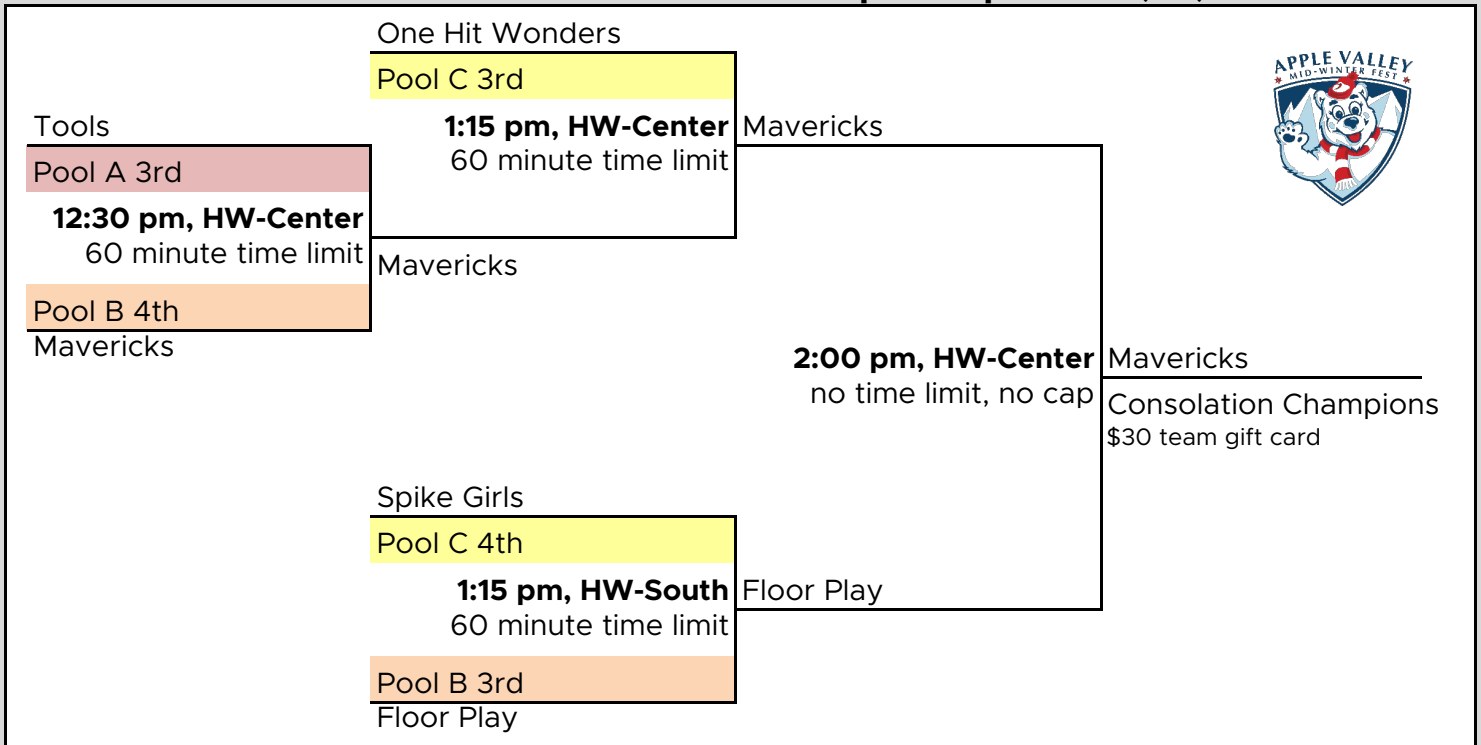 One Hit Wonders
Pool C 3rd
Tools
1:15 pm, HW-Center
Mavericks
60 minute time limit
Pool A 3rd
12:30 pm, HW-Center
60 minute time limit
Mavericks
Pool B 4th
Mavericks
2:00 pm, HW-Center
Mavericks
no time limit, no cap
Consolation Champions
$30 team gift card
Spike Girls
Pool C 4th
1:15 pm, HW-South
Floor Play
60 minute time limit
Pool B 3rd
Floor Play
APPLE VALLEY
MID-WINTER FEST